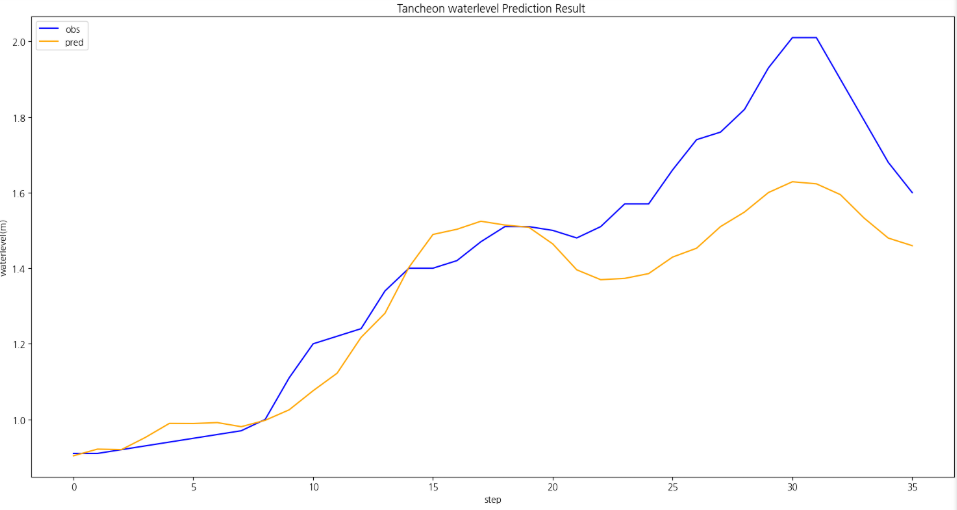 Tancheon waterlevel Prediction Result
obs
pred
waterlevel(m)
2.0
1.8
1.6
1.4
1.2
1.0
0 5 10 15 20 25 30 35
step